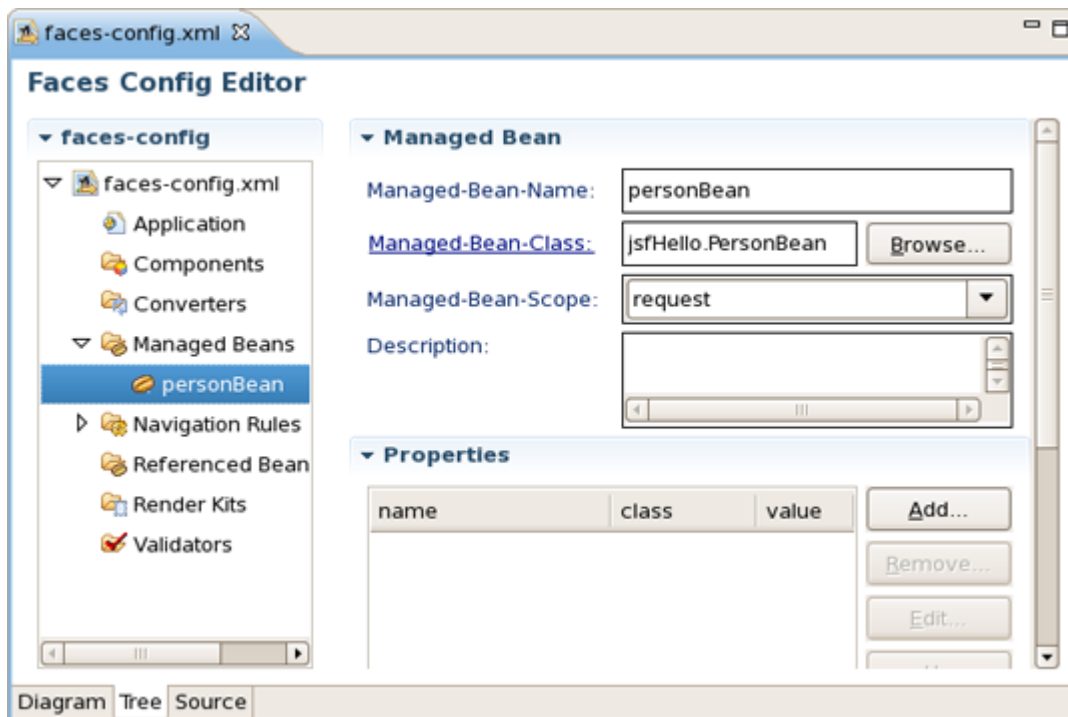 faces-config.xml
Faces Config Editor
faces-config
faces-config.xml
Application
Components
Converters
Managed Beans
personBean
Navigation Rules
Referenced Bean
Render Kits
Validators
Managed Bean
Managed-Bean-Name: personBean
Managed-Bean-Class: jsfHello.PersonBean Browse...
Managed-Bean-Scope: request
Description:
Properties
name class value
Add...
Remove...
Edit...
Diagram Tree Source